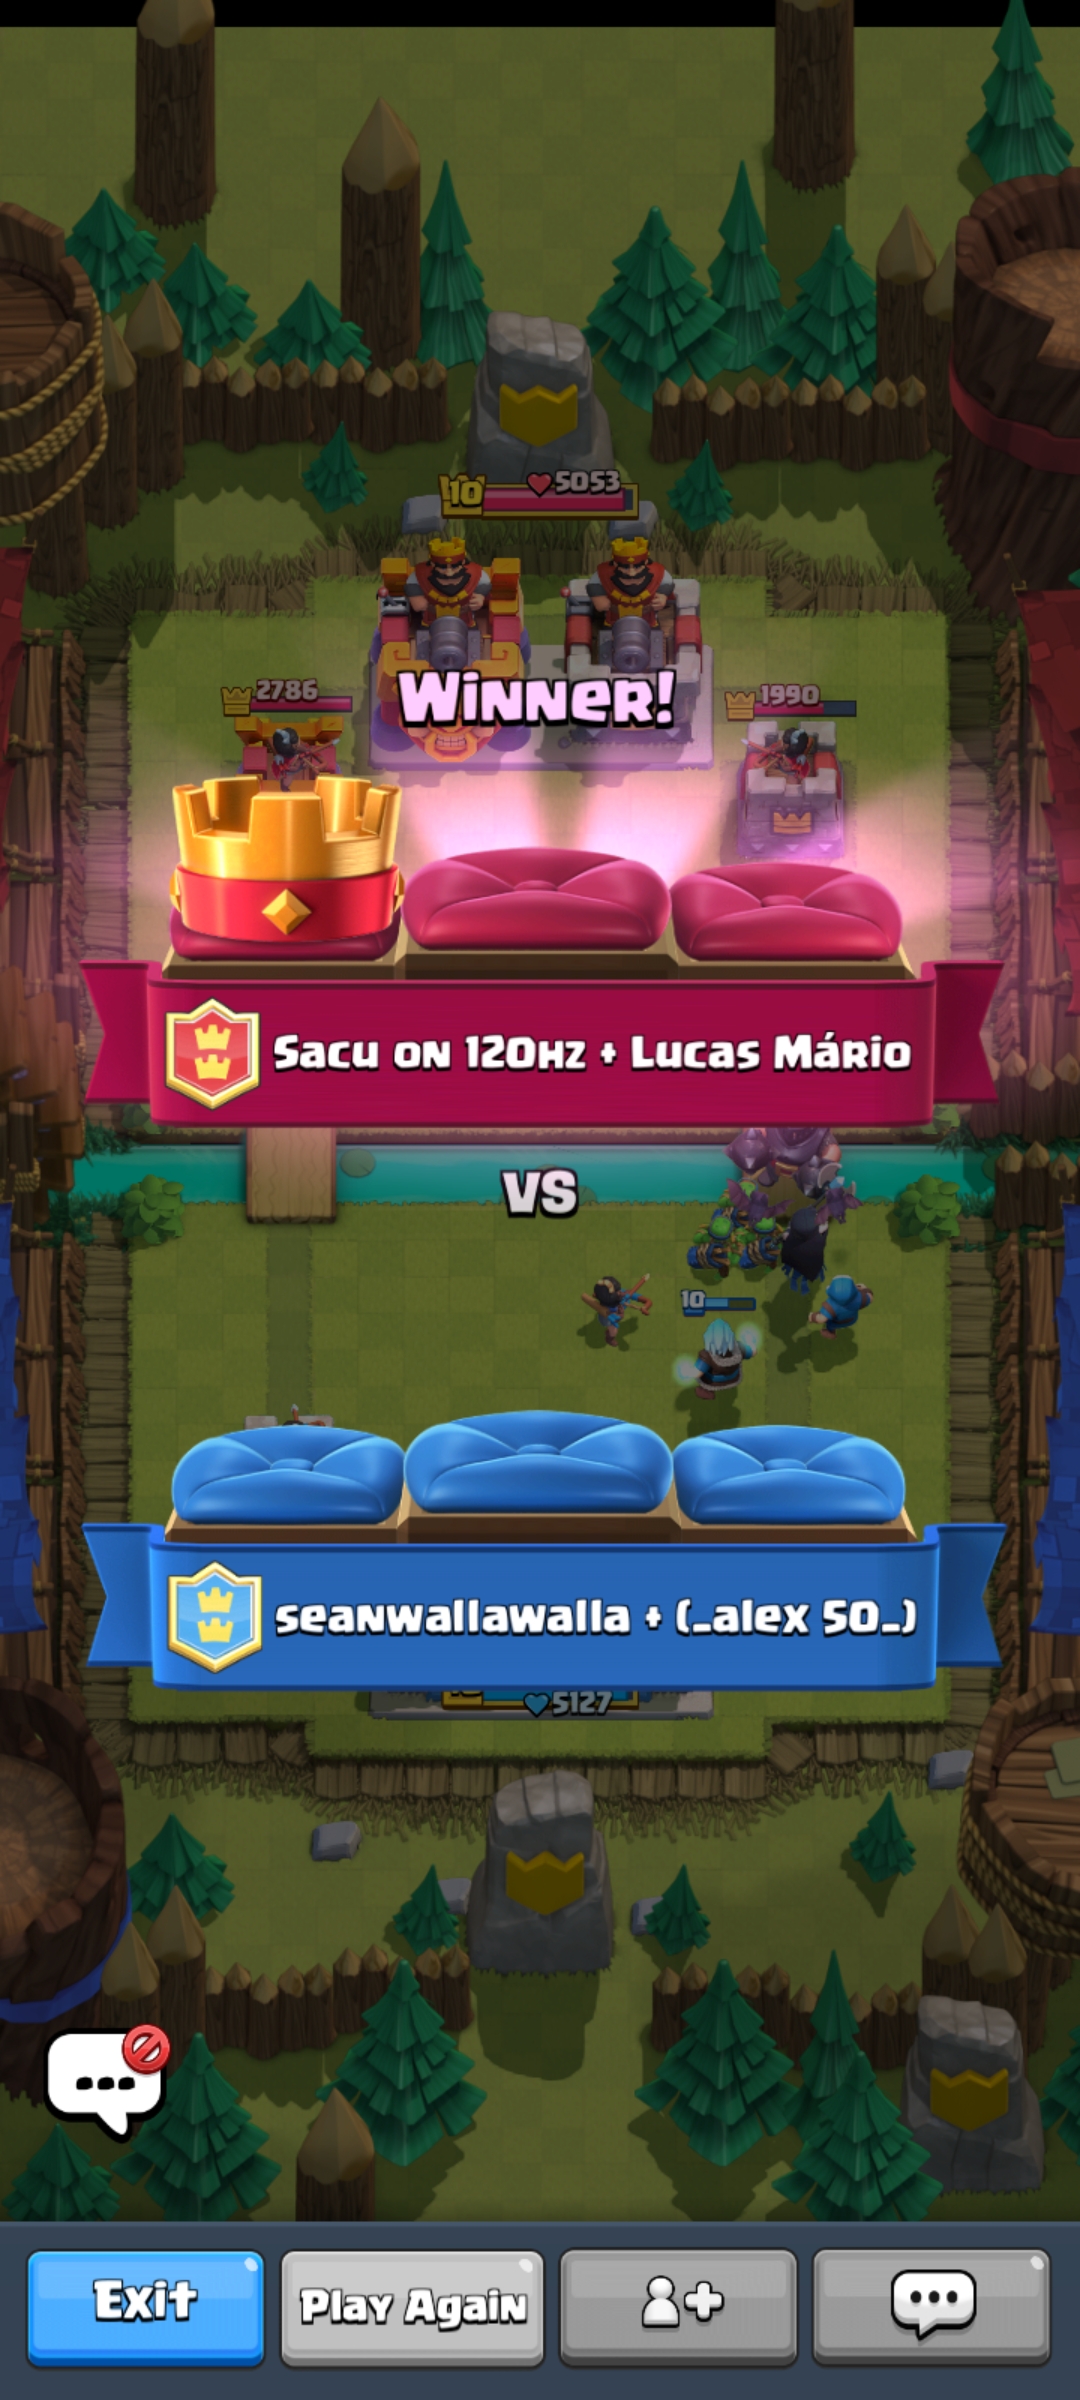 10 5053
2786
1990
Winner!
Sacu on 120hz + Lucas Mário
VS
10
seanwallawalla + (_alex 50_)
5127
Exit
Play Again